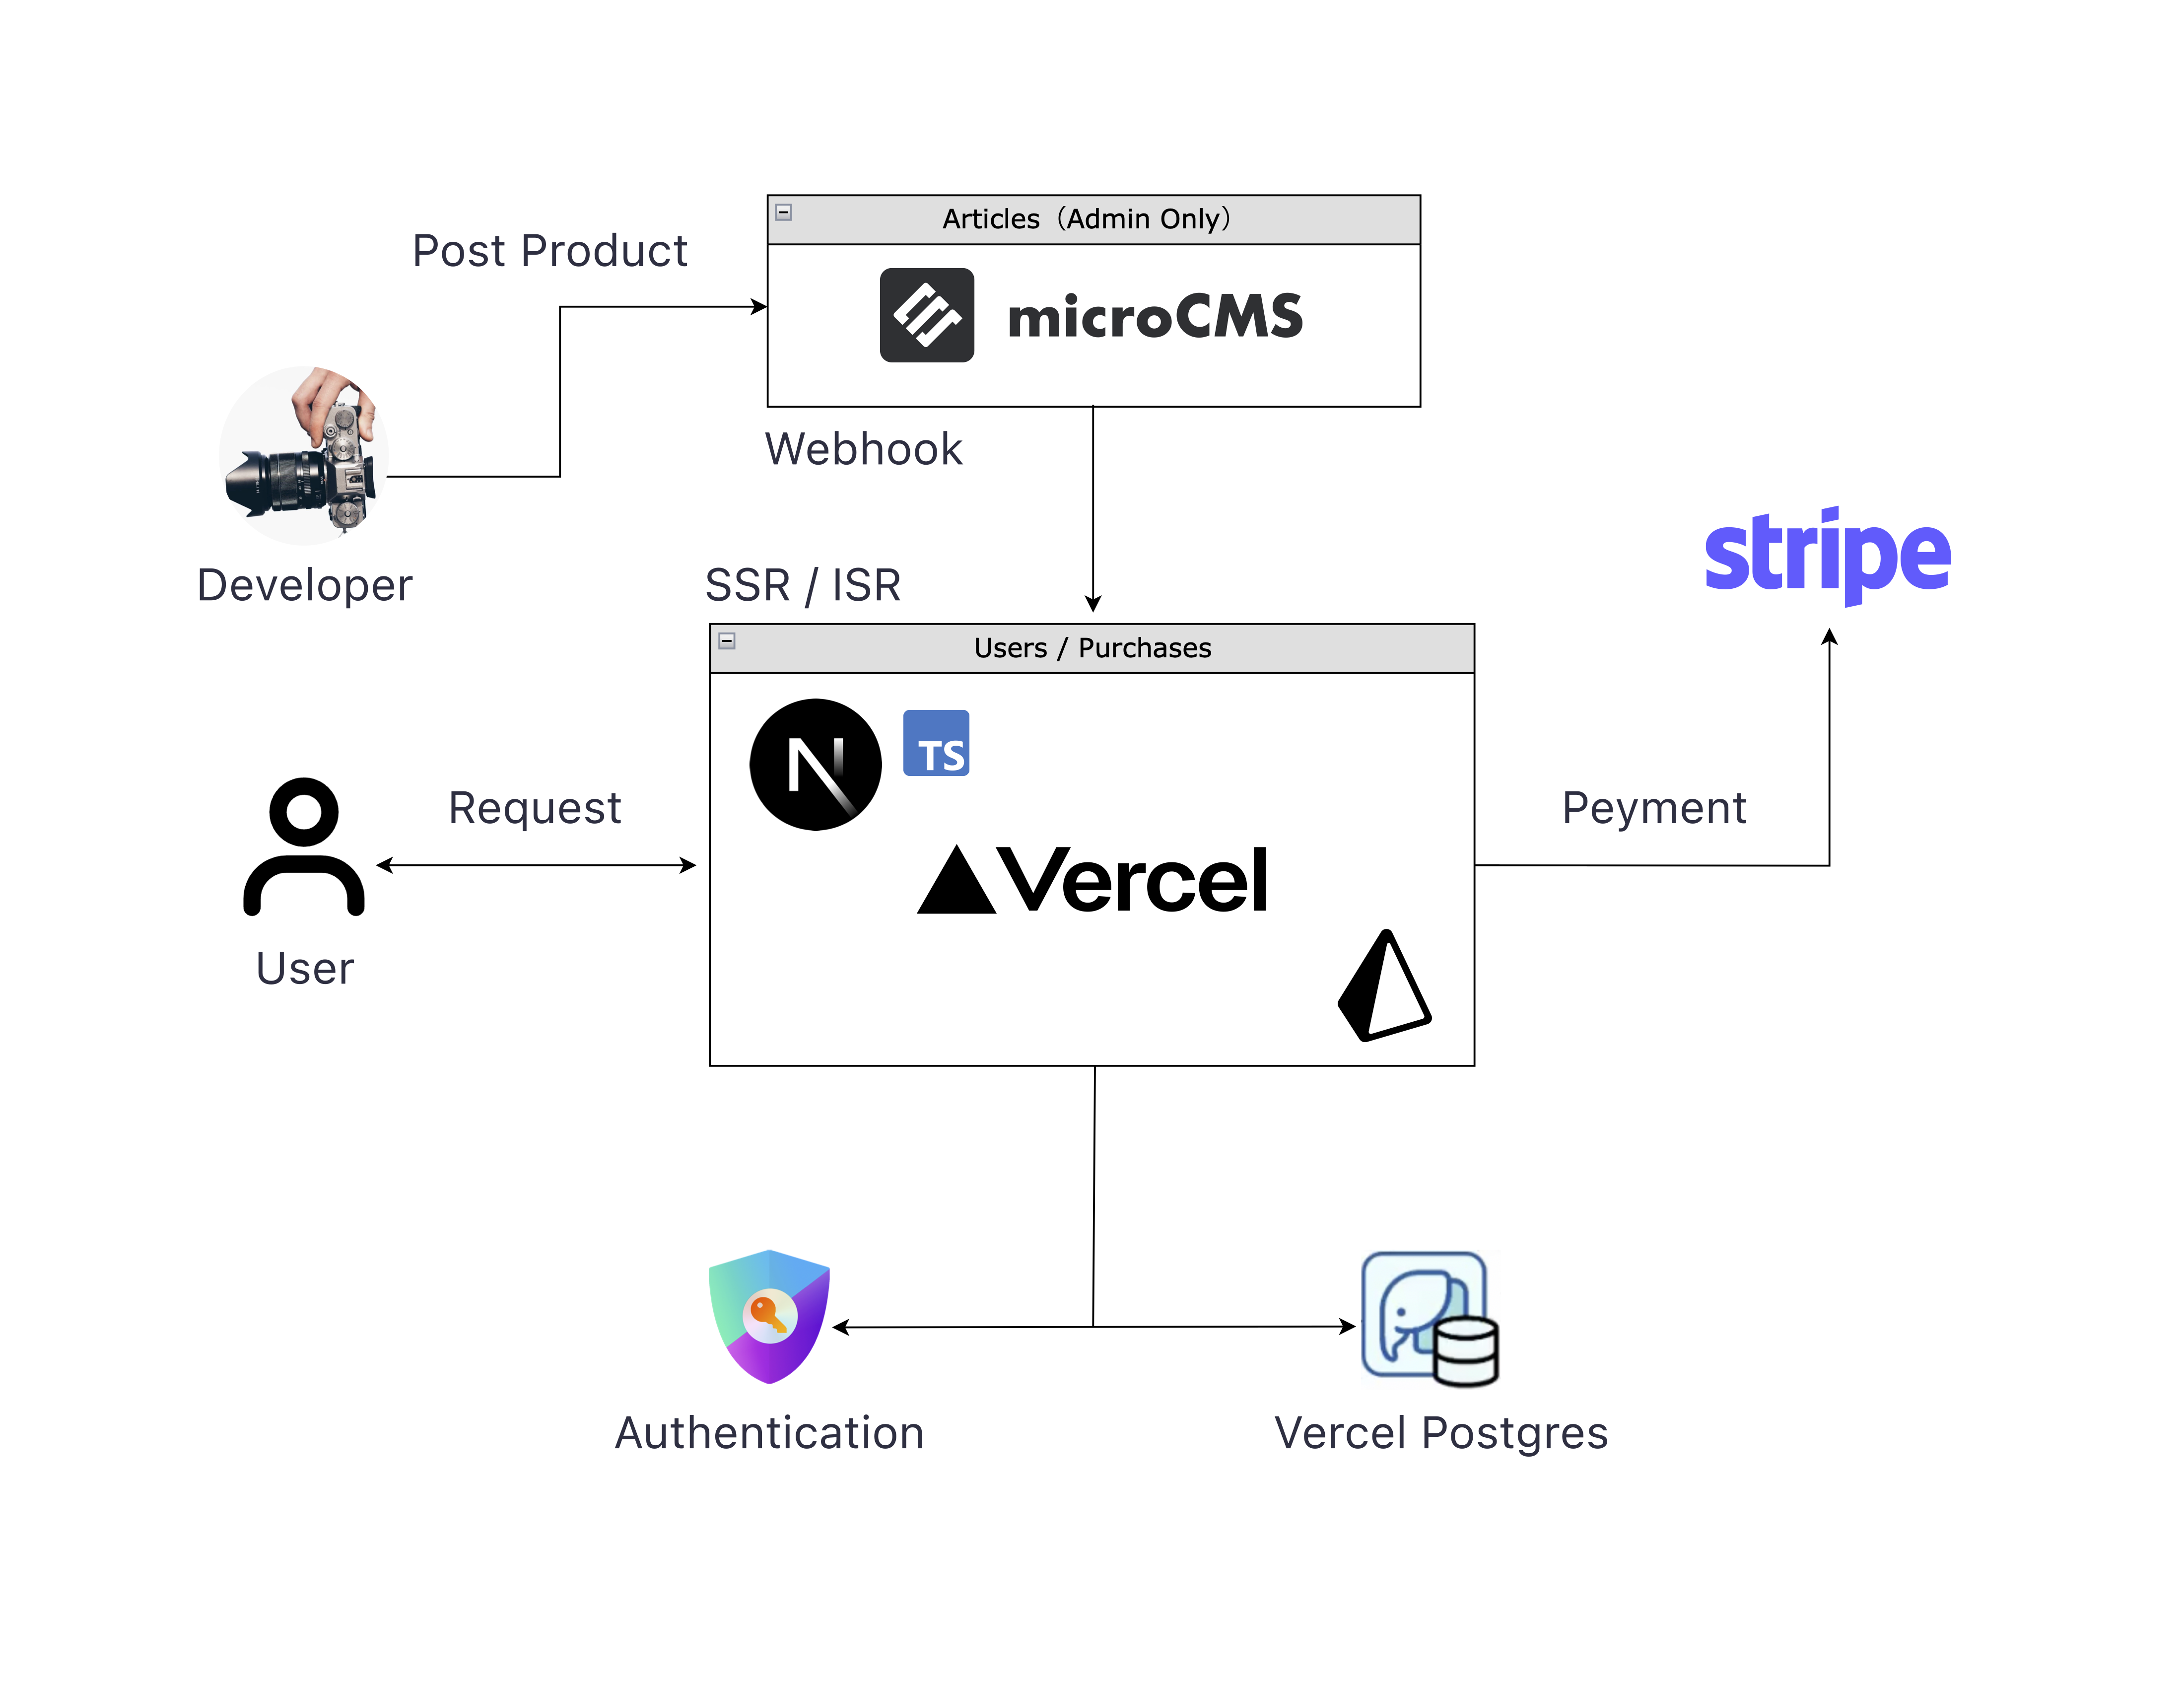 Articles（Admin Only）
Post Product
microCMS
Webhook
stripe
Developer
SSR / ISR
Users / Purchases
N
TS
Request
Peyment
Vercel
User
Authentication
Vercel Postgres